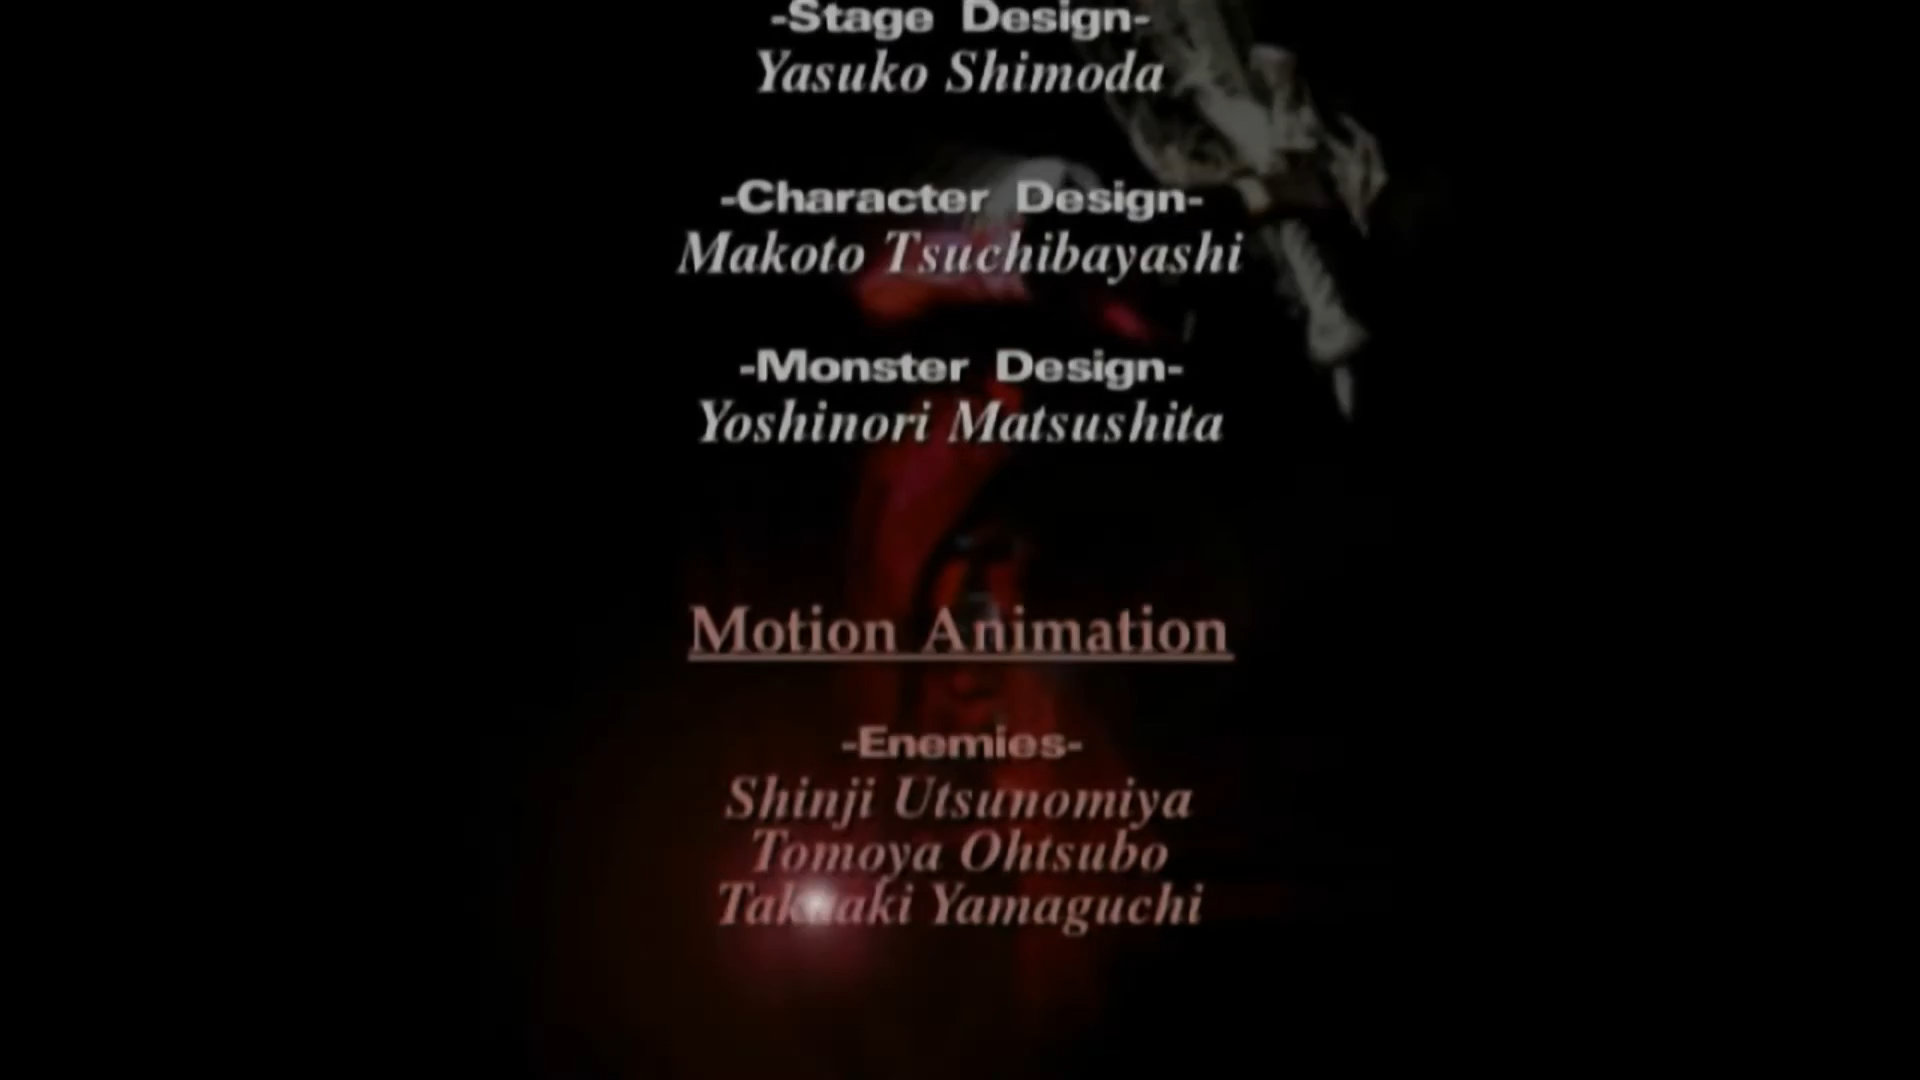 -Stage Design-
Yasuko Shimoda
-Character Design-
Makoto Tsuchibayashi
-Monster Design-
Yoshinori Matsushita
Motion Animation
-Enemies-
Shinji Utsunomiya
Tomoya Ohtsubo
Yamaguchi